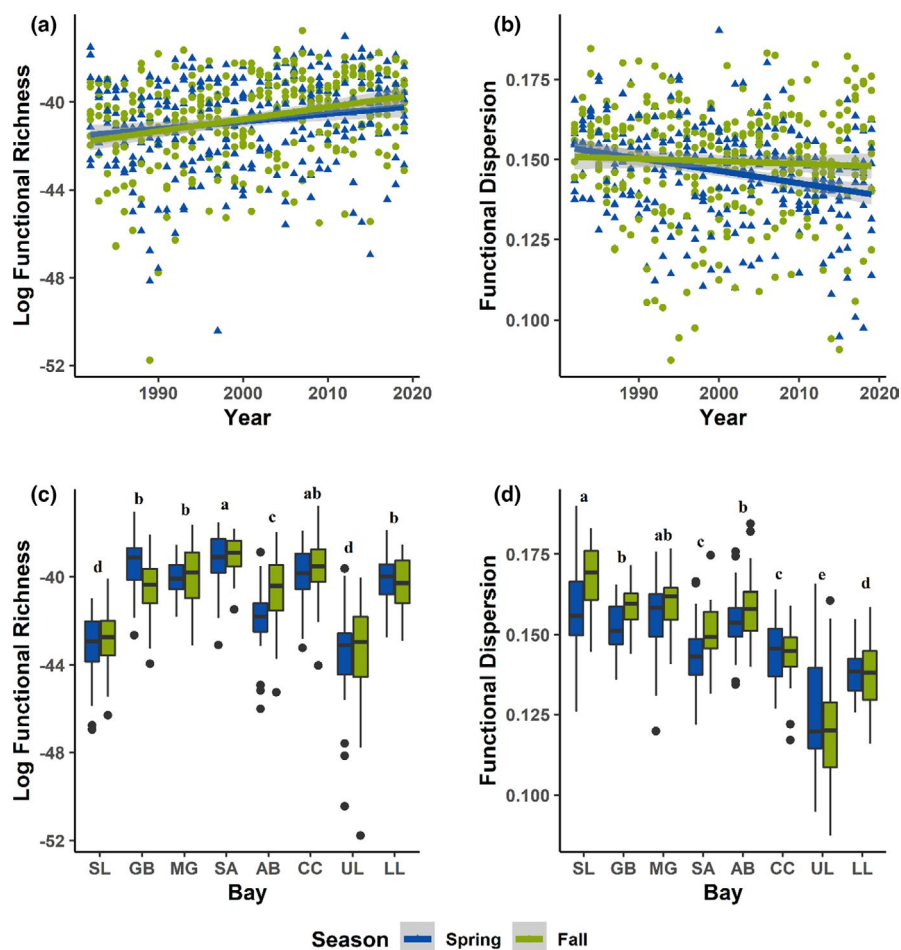 (a)
-40
-44
-48
-52
Log Functional Richness
1990 2000 2010 2020
Year
(b)
0.175
0.150
0.125
0.100
Functional Dispersion
1990 2000 2010 2020
Year
(c)
d b b a c ab d b
-40
-44
-48
-52
Log Functional Richness
SL GB MG SA AB CC UL LL
Bay
(d)
a b ab c b c e d
0.175
0.150
0.125
0.100
Functional Dispersion
SL GB MG SA AB CC UL LL
Bay
Season Spring Fall